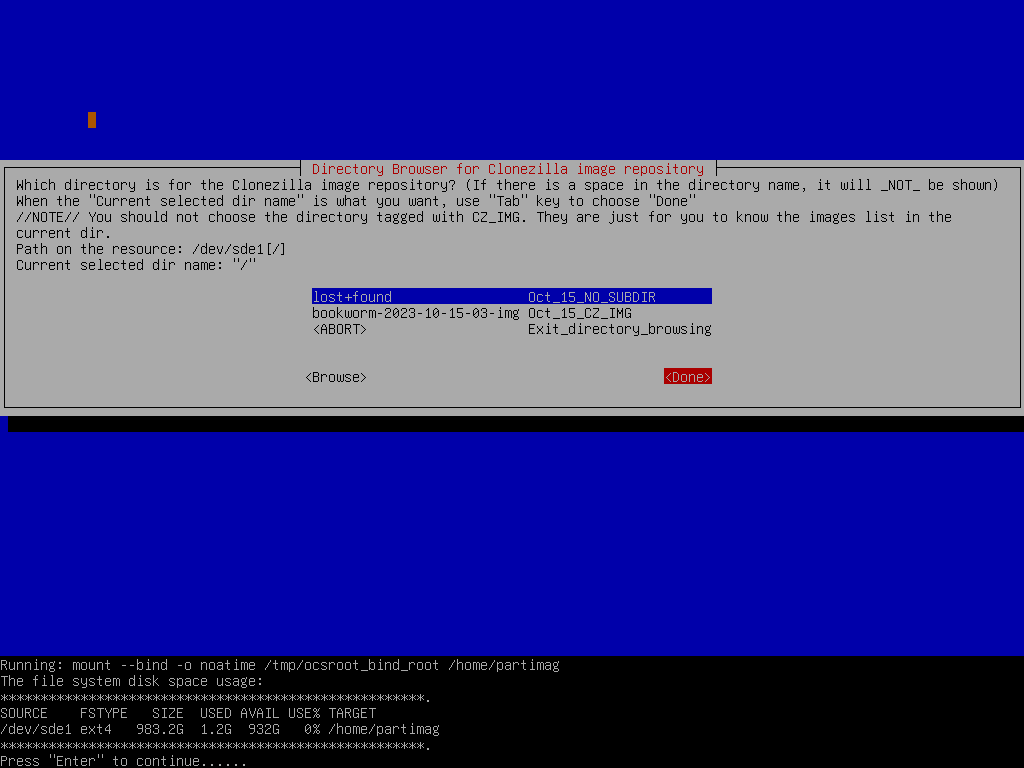 Directory Browser for Clonezilla image repository
Which directory is for the Clonezilla image repository? (If there is a space in the directory name, it will _NOT_ be shown)
When the "Current selected dir name" is what you want, use "Tab" key to choose "Done"
//NOTE// You should not choose the directory tagged with CZ_IMG. They are just for you to know the images list in the
current dir.
Path on the resource: /dev/sde1[/]
Current selected dir name: "/"
lost+found Oct_15_NO_SUBDIR
bookworm-2023-10-15-03-img Oct_15_CZ_IMG
<ABORT> Exit_directory_browsing
<Browse> <Done>
Running: mount --bind -o noatime /tmp/ocsroot_bind_root /home/partimag
The file system disk space usage:
*****************************************************.
SOURCE FSTYPE SIZE USED AVAIL USE% TARGET
/dev/sde1 ext4 983.2G 1.2G 932G 0% /home/partimag
*****************************************************.
Press "Enter" to continue......